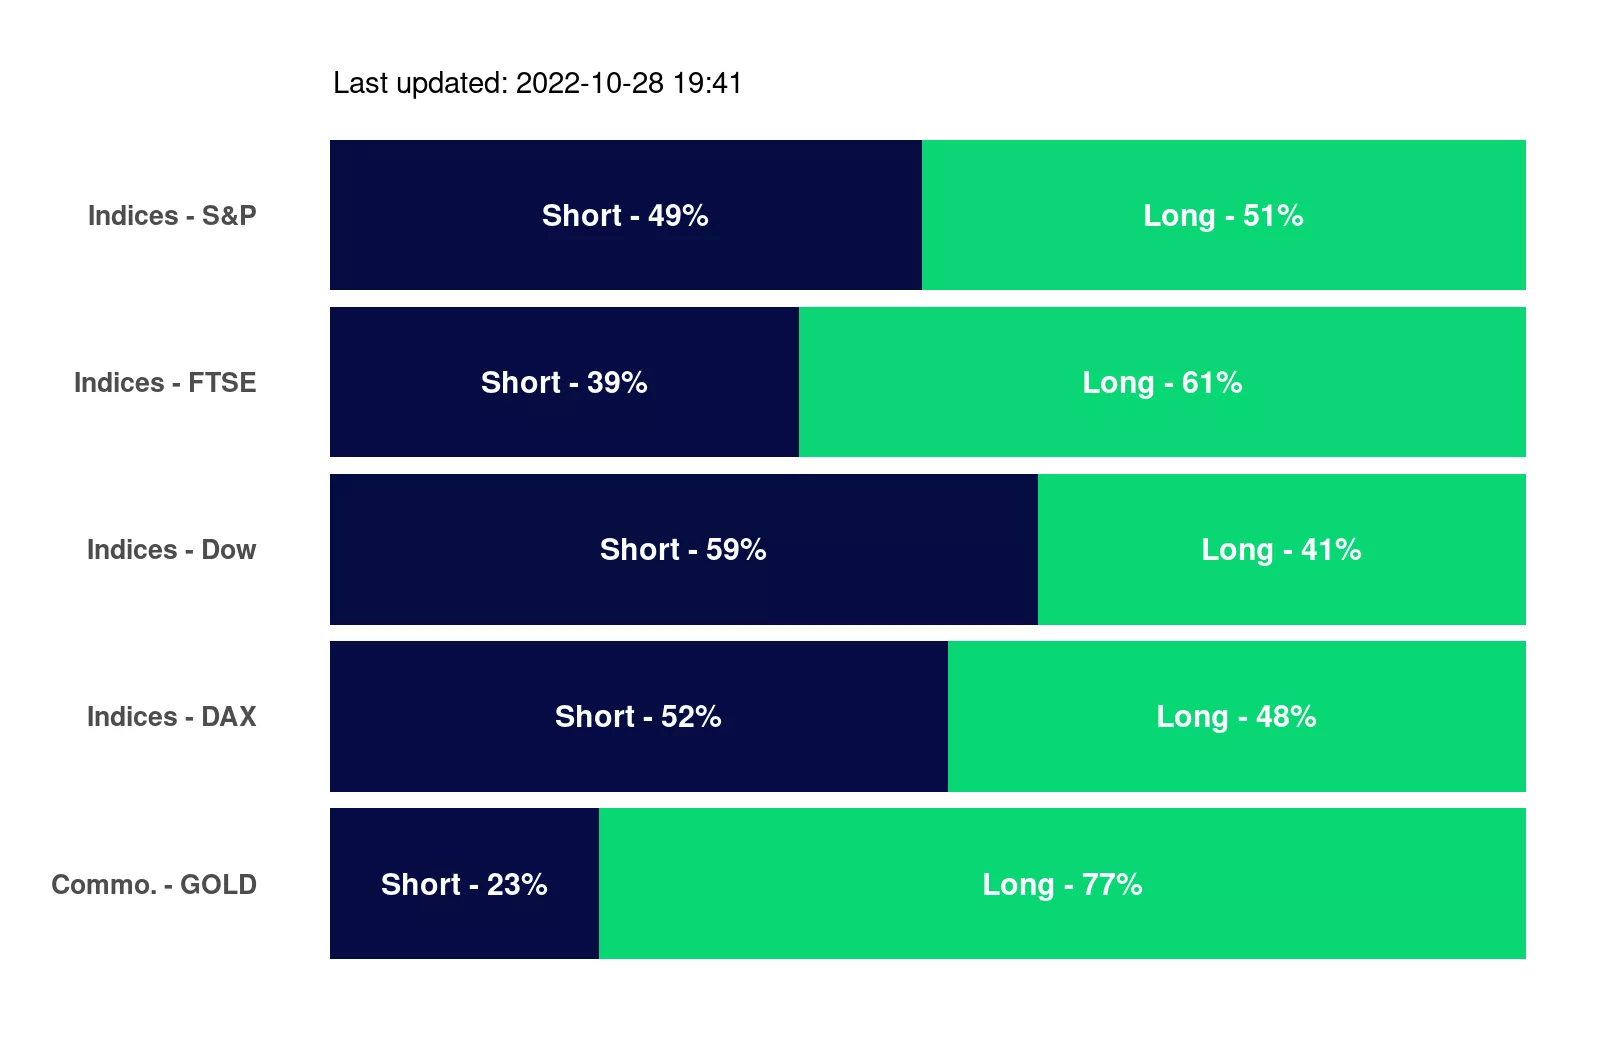 Last updated: 2022-10-28 19:41
Indices - S&P Short - 49% Long - 51%
Indices - FTSE Short - 39% Long - 61%
Indices - Dow Short - 59% Long - 41%
Indices - DAX Short - 52% Long - 48%
Commo. - GOLD Short - 23% Long - 77%